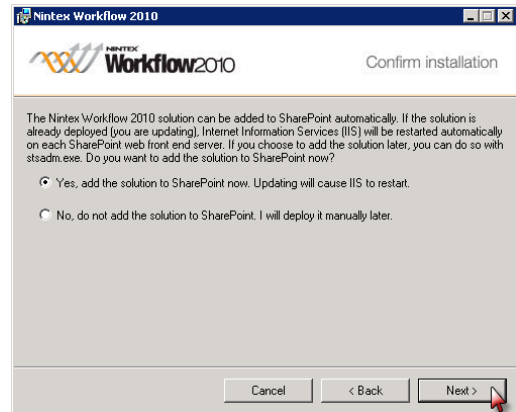 Nintex Workflow 2010
NINTEX
Workflow2010
Confirm installation
The Nintex Workflow 2010 solution can be added to SharePoint automatically. If the solution is
already deployed (you are updating), Internet Information Services (IIS) will be restarted automatically
on each SharePoint web front end server. If you choose to add the solution later, you can do so with
stsadm.exe. Do you want to add the solution to SharePoint now?
Yes, add the solution to SharePoint now. Updating will cause IIS to restart.
No, do not add the solution to SharePoint. I will deploy it manually later.
Cancel < Back Next >